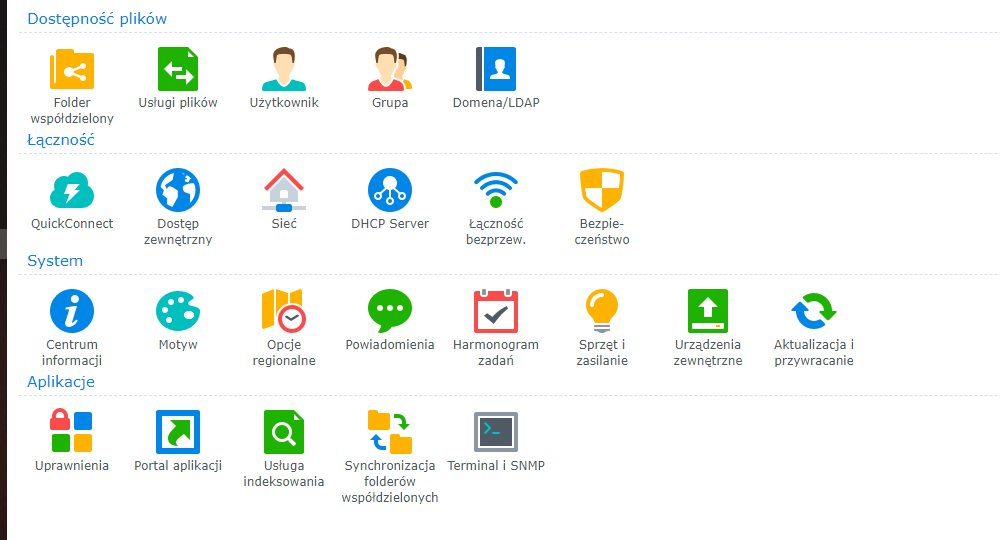 Dostępność plików
Folder
współdzielony
Usługi plików
Użytkownik
Grupa
Domena/LDAP
Łączność
QuickConnect
Dostęp
zewnętrzny
Sieć
DHCP Server
Łączność
bezprzew.
Bezpie-
czeństwo
System
Centrum
informacji
Motyw
Opcje
regionalne
Powiadomienia
Harmonogram
zadań
Sprzęt i
zasilanie
Urządzenia
zewnętrzne
Aktualizacja i
przywracanie
Aplikacje
Uprawnienia
Portal aplikacji
Usługa
indeksowania
Synchronizacja
folderów
współdzielonych
Terminal i SNMP